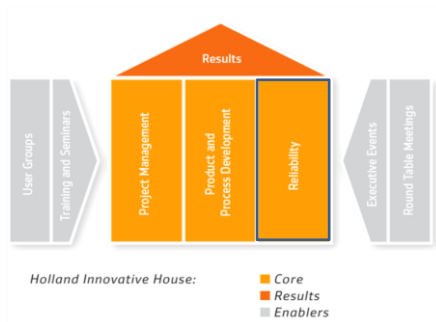 Results
User Groups
Training and Seminars
Project Management
Product and
Process Development
Reliability
Executive Events
Round Table Meetings
Holland Innovative House:
Core
Results
Enablers